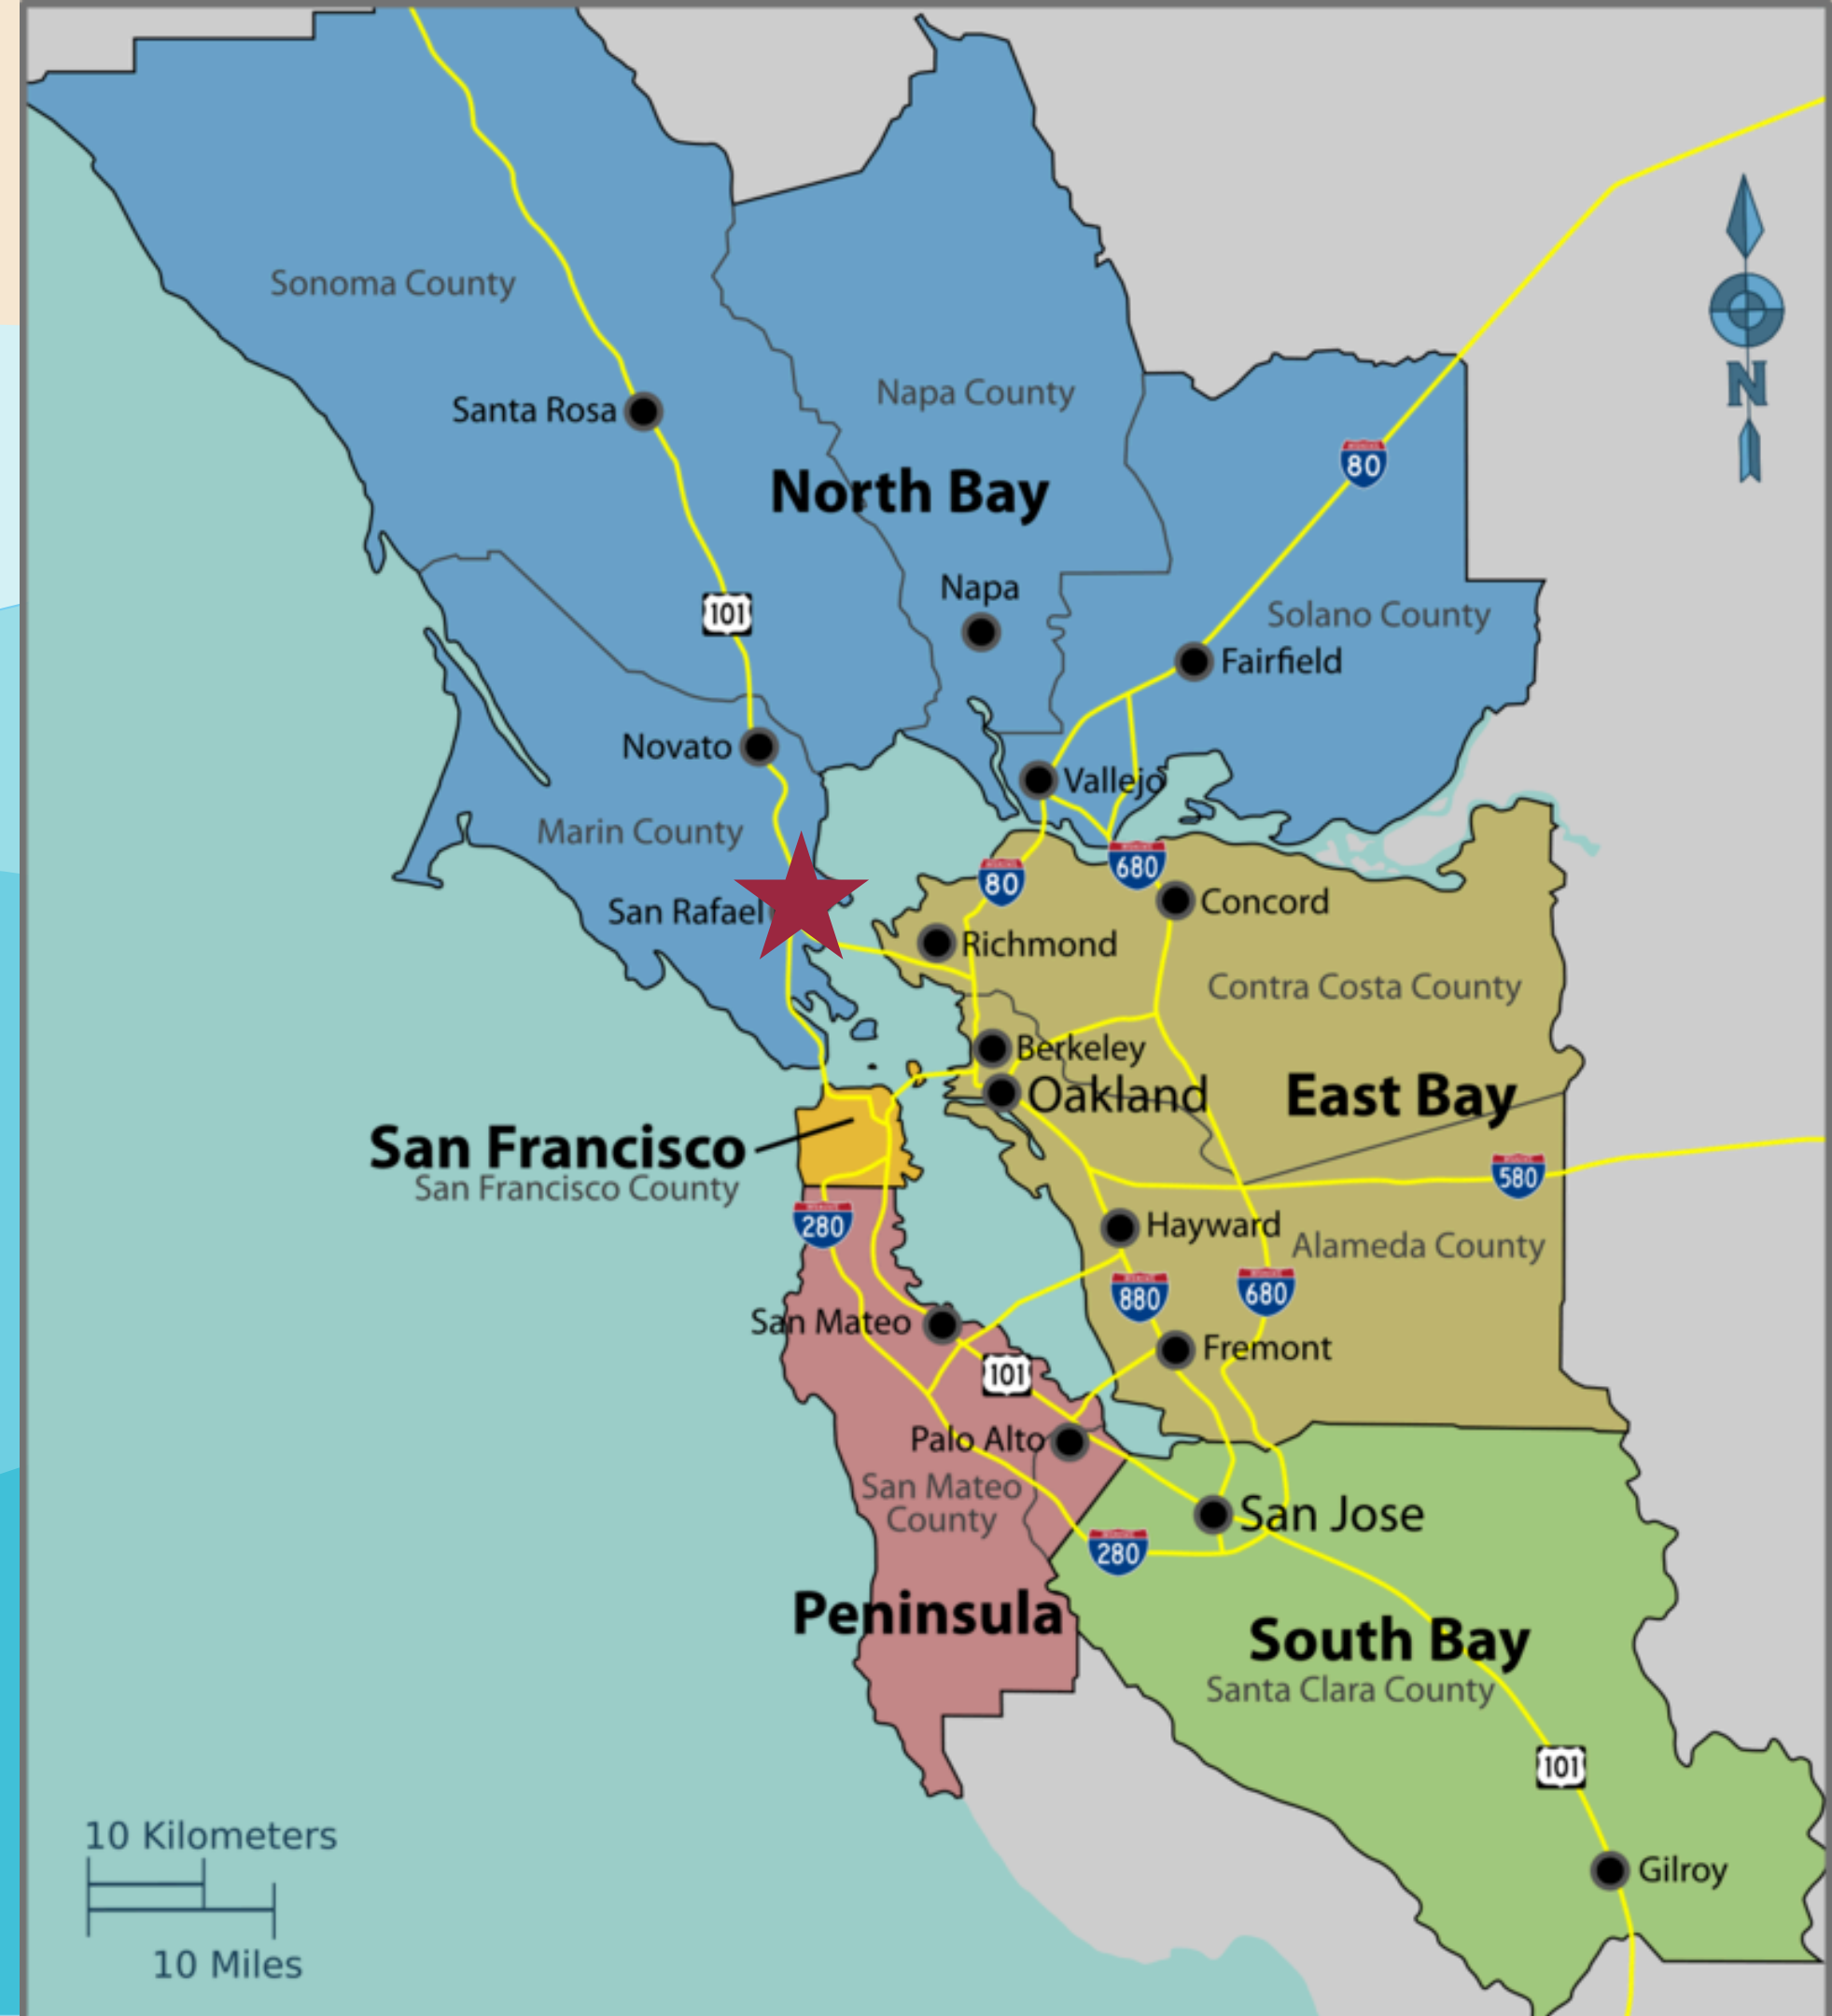 Sonoma County
Napa County
Santa Rosa
80
North Bay
N
Napa
101
Solano County
Fairfield
Novato
Vallejo
Marin County
80
680
San Rafael
Concord
Richmond
Contra Costa County
Berkeley
Oakland
East Bay
San Francisco
San Francisco County
580
280
Hayward
Alameda County
880
680
San Mateo
Fremont
101
Palo Alto
San Mateo
County
San Jose
280
Peninsula
South Bay
Santa Clara County
101
10 Kilometers
Gilroy
10 Miles